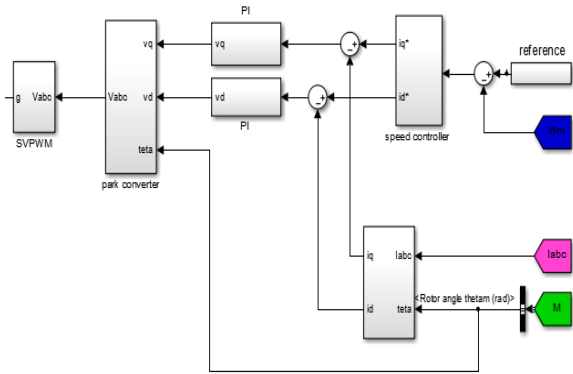 PI
vq
vq
iq*
reference
g
Vabc
Vabc
vd
vd
id*
Wm
SVPWM
PI
speed controller
teta
park converter
iq
Iabc
Iabc
<Rotor angle thetam (rad)>
id
teta
M